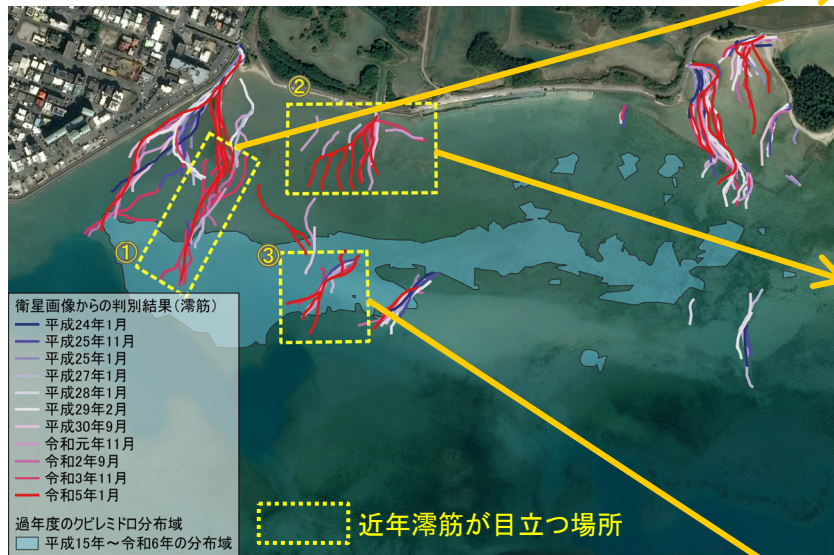 ②
①
③
衛星画像からの判別結果(澪筋)
平成24年1月
平成25年11月
平成25年1月
平成27年1月
平成28年1月
平成29年2月
平成30年9月
令和元年11月
令和2年9月
令和3年11月
令和5年1月
過年度のクビレミドロ分布域
平成15年～令和6年の分布域
近年澪筋が目立つ場所